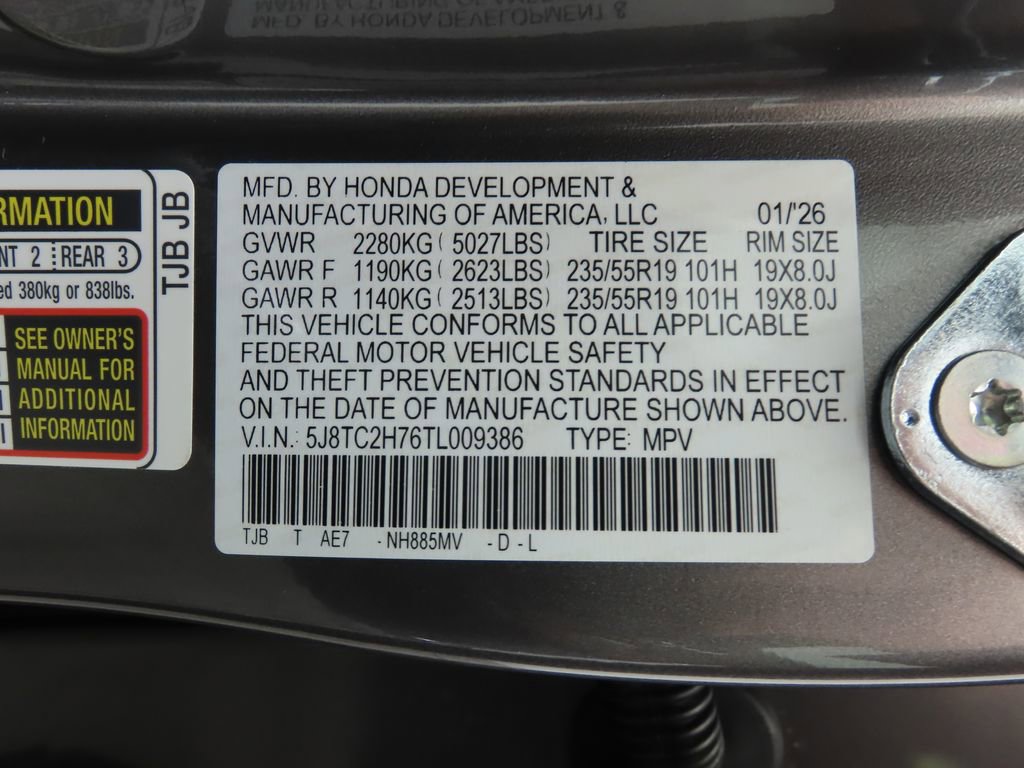 MFD. BY HONDA DEVELOPMENT &
MANUFACTURING OF AMERICA, LLC 01/'26
GVWR 2280KG ( 5027LBS) TIRE SIZE RIM SIZE
GAWR F 1190KG ( 2623LBS) 235/55R19 101H 19X8.0J
GAWR R 1140KG ( 2513LBS) 235/55R19 101H 19X8.0J
THIS VEHICLE CONFORMS TO ALL APPLICABLE
FEDERAL MOTOR VEHICLE SAFETY
AND THEFT PREVENTION STANDARDS IN EFFECT
ON THE DATE OF MANUFACTURE SHOWN ABOVE.
V.I.N.: 5J8TC2H76TL009386 TYPE: MPV
TJB T AE7 - NH885MV - D - L
RMATION
NT 2 REAR 3
ed 380kg or 838lbs.
SEE OWNER'S
MANUAL FOR
ADDITIONAL
INFORMATION
TJB JB